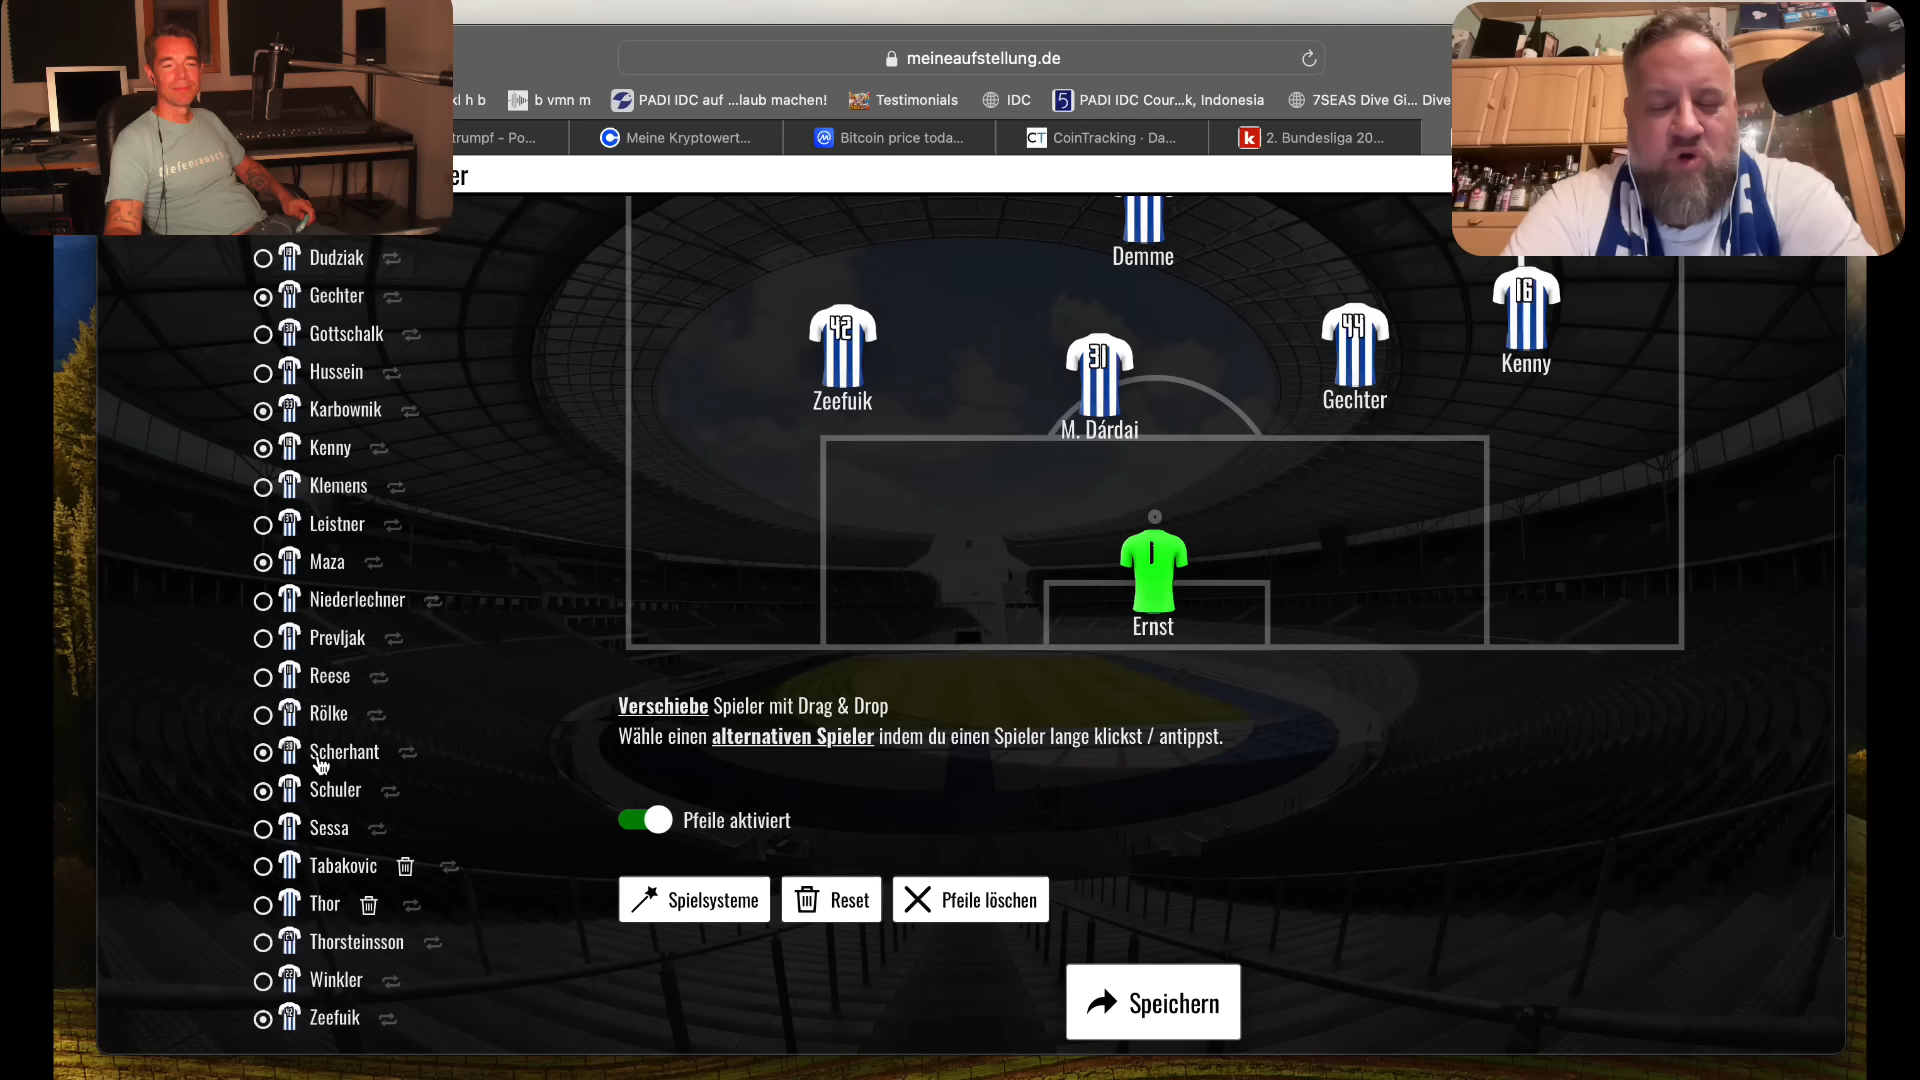 meineaufstellung.de
kl h b
b vmn m
PADI IDC auf ...laub machen!
Testimonials
IDC
PADI IDC Cour...k, Indonesia
7SEAS Dive Gi... Dive
trumpf - Po...
Meine Kryptowert...
Bitcoin price toda...
CT CoinTracking · Da...
k 2. Bundesliga 20...
er
tiefenrausch
Dudziak
Gechter
Gottschalk
Hussein
Karbownik
Kenny
Klemens
Leistner
Maza
Niederlechner
Prevljak
Reese
Rölke
Scherhant
Schuler
Sessa
Tabakovic
Thor
Thorsteinsson
Winkler
Zeefuik
Demme
16
Kenny
42
Zeefuik
31
M. Dárdai
44
Gechter
1
Ernst
Verschiebe Spieler mit Drag & Drop
Wähle einen alternativen Spieler indem du einen Spieler lange klickst / antippst.
Pfeile aktiviert
Spielsysteme
Reset
Pfeile löschen
Speichern